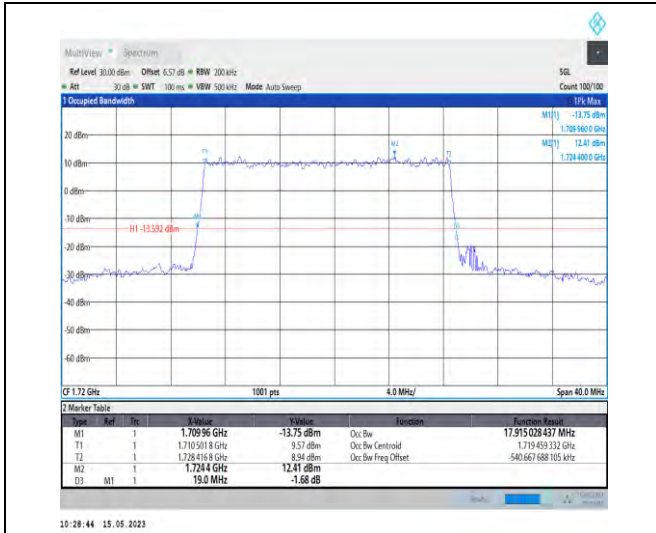 MultiView Spectrum
Ref Level 30.00 dBm Offset 6.57 dB RBW 200 kHz SGL
Att 30 dB SWT 100 ms VBW 500 kHz Mode Auto Sweep Count 100/100
1 Occupied Bandwidth 1Pk Max
M1[1] -13.75 dBm
1.709 960 0 GHz
20 dBm
M2[1] 12.41 dBm
1.724 400 0 GHz
M2
T2
10 dBm
0 dBm
-10 dBm
H1 -13.592 dBm
-20 dBm
-30 dBm
-40 dBm
-50 dBm
-60 dBm
CF 1.72 GHz 1001 pts 4.0 MHz/ Span 40.0 MHz
2 Marker Table
Type Ref Trc X-Value Y-Value Function Function Result
M1 1 1.709 96 GHz -13.75 dBm Occ Bw 17.915 028 437 MHz
T1 1 1.710 501 8 GHz 9.57 dBm Occ Bw Centroid 1.719 459 332 GHz
T2 1 1.728 416 8 GHz 8.94 dBm Occ Bw Freq Offset -540.667 688 105 kHz
M2 1 1.724 4 GHz 12.41 dBm
D3 M1 1 19.0 MHz -1.68 dB
10:28:44 15.05.2023